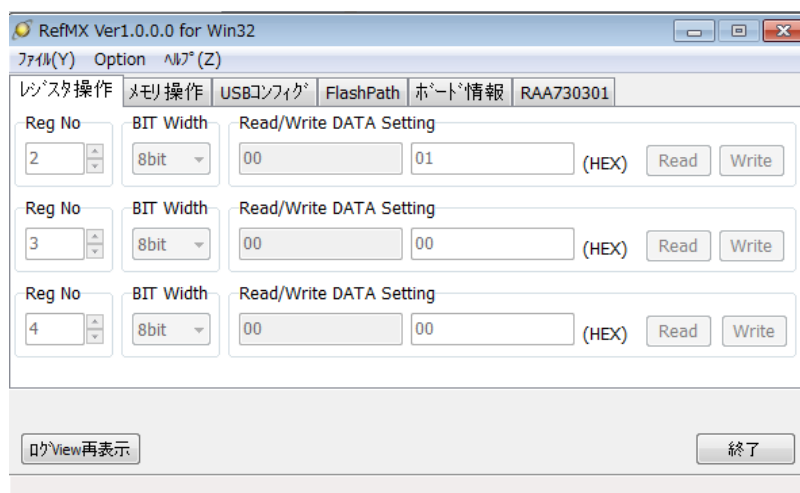 RefMX Ver1.0.0.0 for Win32
ﾌｧｲﾙ(Y) Option ﾍﾙﾌﾟ(Z)
ﾚｼﾞｽﾀ操作 ﾒﾓﾘ操作 USBｺﾝﾌｨｸﾞ FlashPath ﾎﾞｰﾄﾞ情報 RAA730301
Reg No BIT Width Read/Write DATA Setting
2 8bit 00 01 (HEX) Read Write
Reg No BIT Width Read/Write DATA Setting
3 8bit 00 00 (HEX) Read Write
Reg No BIT Width Read/Write DATA Setting
4 8bit 00 00 (HEX) Read Write
ﾛｸﾞView再表示 終了